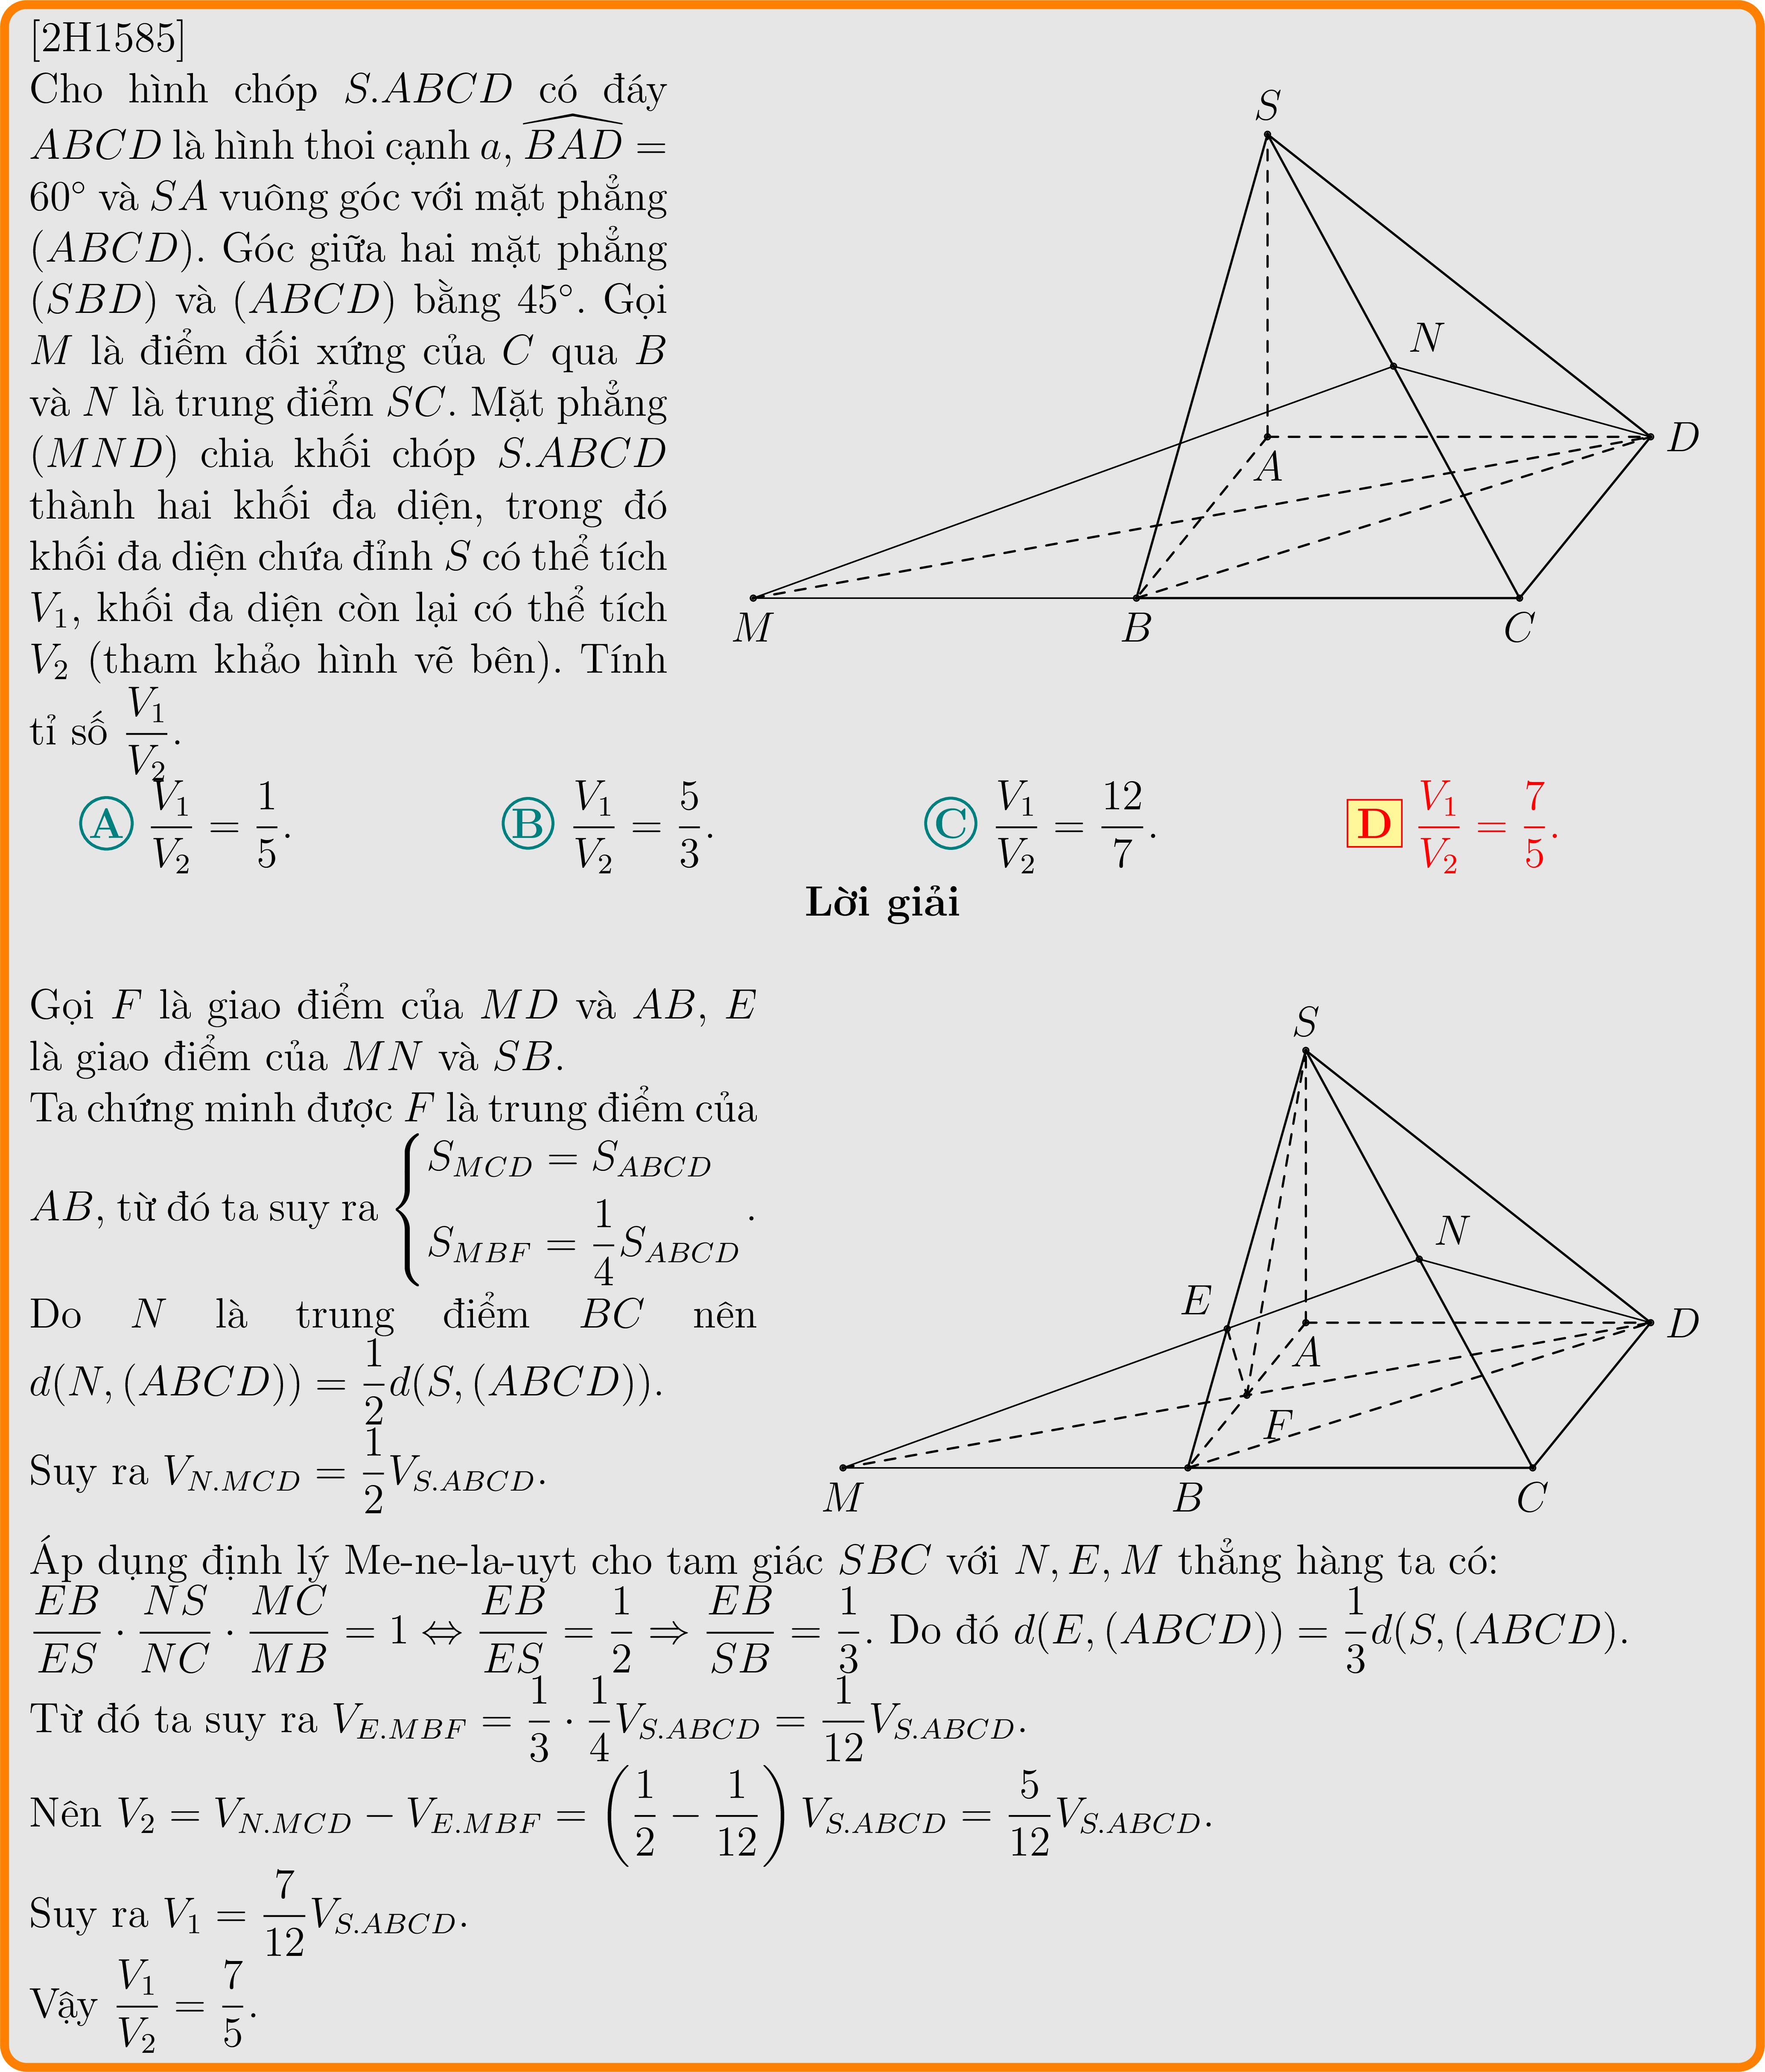 [2H1585]
Cho hình chóp S.ABCD có đáy
ABCD là hình thoi cạnh a, $\widehat{BAD}$ =
60° và SA vuông góc với mặt phẳng
(ABCD). Góc giữa hai mặt phẳng
(SBD) và (ABCD) bằng 45°. Gọi
M là điểm đối xứng của C qua B
và N là trung điểm SC. Mặt phẳng
(MND) chia khối chóp S.ABCD
thành hai khối đa diện, trong đó
khối đa diện chứa đỉnh S có thể tích
V₁, khối đa diện còn lại có thể tích
V₂ (tham khảo hình vẽ bên). Tính
tỉ số $\frac{V_1}{V_2}$.
S
N
D
A
M B C
A $\frac{V_1}{V_2} = \frac{1}{5}$. B $\frac{V_1}{V_2} = \frac{5}{3}$. C $\frac{V_1}{V_2} = \frac{12}{7}$. D $\frac{V_1}{V_2} = \frac{7}{5}$.
Lời giải
Gọi F là giao điểm của MD và AB, E
là giao điểm của MN và SB.
Ta chứng minh được F là trung điểm của
AB, từ đó ta suy ra $\begin{cases} S_{MCD} = S_{ABCD} \\ S_{MBF} = \frac{1}{4}S_{ABCD} \end{cases}$.
Do N là trung điểm BC nên
$d(N, (ABCD)) = \frac{1}{2}d(S, (ABCD))$.
Suy ra $V_{N.MCD} = \frac{1}{2}V_{S.ABCD}$.
S
N
E
D
A
F
M B C
Áp dụng định lý Me-ne-la-uyt cho tam giác SBC với N, E, M thẳng hàng ta có:
$\frac{EB}{ES} \cdot \frac{NS}{NC} \cdot \frac{MC}{MB} = 1 \Leftrightarrow \frac{EB}{ES} = \frac{1}{2} \Rightarrow \frac{EB}{SB} = \frac{1}{3}$. Do đó $d(E, (ABCD)) = \frac{1}{3}d(S, (ABCD)$.
Từ đó ta suy ra $V_{E.MBF} = \frac{1}{3} \cdot \frac{1}{4}V_{S.ABCD} = \frac{1}{12}V_{S.ABCD}$.
Nên $V_2 = V_{N.MCD} - V_{E.MBF} = \left(\frac{1}{2} - \frac{1}{12}\right) V_{S.ABCD} = \frac{5}{12}V_{S.ABCD}$.
Suy ra $V_1 = \frac{7}{12}V_{S.ABCD}$.
Vậy $\frac{V_1}{V_2} = \frac{7}{5}$.